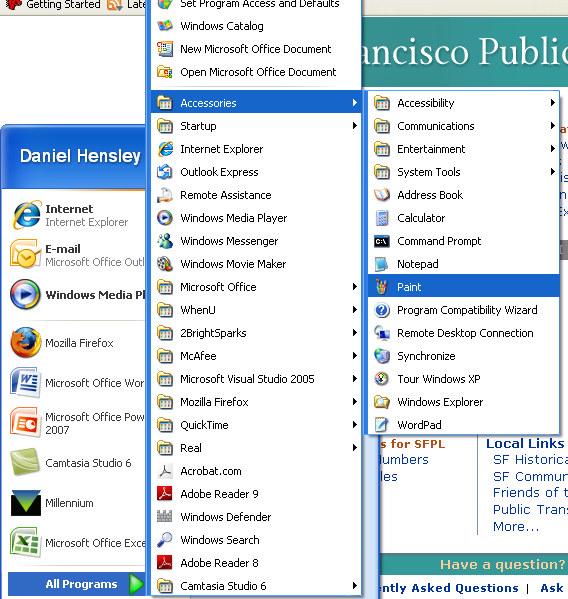 Getting Started
Late
Set Program Access and Defaults
Windows Catalog
New Microsoft Office Document
Open Microsoft Office Document
ancisco Public
Accessories
Startup
Internet Explorer
Outlook Express
Remote Assistance
Windows Media Player
Windows Messenger
Windows Movie Maker
Microsoft Office
WhenU
2BrightSparks
McAfee
Microsoft Visual Studio 2005
Mozilla Firefox
QuickTime
Real
Acrobat.com
Adobe Reader 9
Windows Defender
Windows Search
Adobe Reader 8
Camtasia Studio 6
Accessibility
Communications
Entertainment
System Tools
Address Book
Calculator
Command Prompt
Notepad
Paint
Program Compatibility Wizard
Remote Desktop Connection
Synchronize
Tour Windows XP
Windows Explorer
WordPad
Daniel Hensley
Internet
Internet Explorer
E-mail
Microsoft Office Outl
Windows Media Pl
Mozilla Firefox
Microsoft Office Wor
Microsoft Office Pow
2007
Camtasia Studio 6
Millennium
Microsoft Office Exce
All Programs
s for SFPL
umbers
les
Local Links
SF Historica
SF Commun
Friends of t
Public Trans
More...
Have a question?
ently Asked Questions | Ask